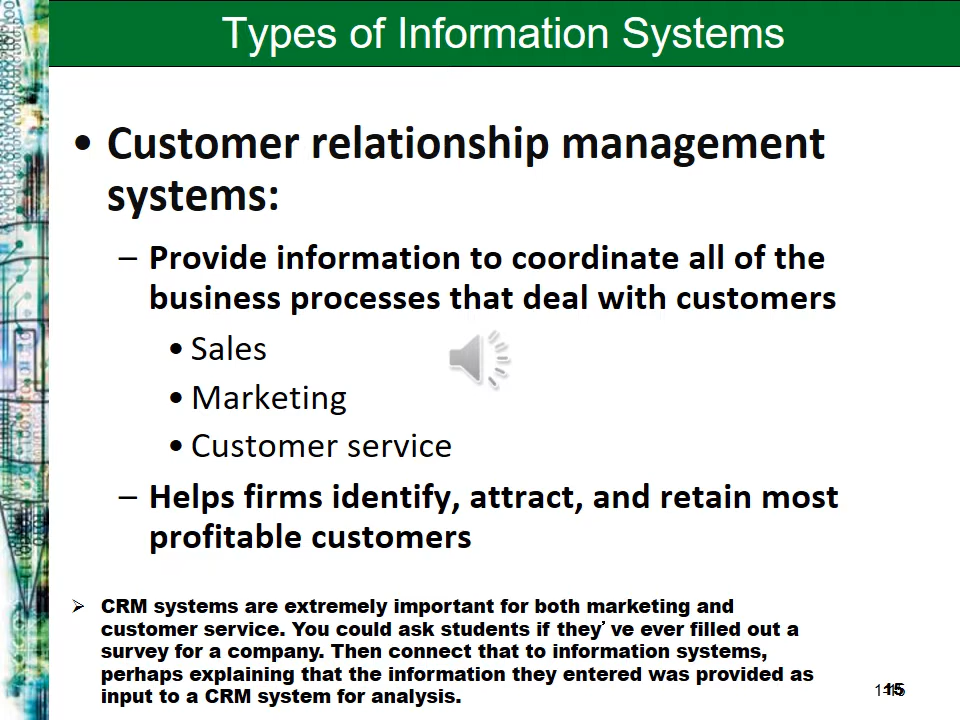 Types of Information Systems
• Customer relationship management
systems:
– Provide information to coordinate all of the
business processes that deal with customers
• Sales
• Marketing
• Customer service
– Helps firms identify, attract, and retain most
profitable customers
➢ CRM systems are extremely important for both marketing and
customer service. You could ask students if they’ve ever filled out a
survey for a company. Then connect that to information systems,
perhaps explaining that the information they entered was provided as
input to a CRM system for analysis.
15